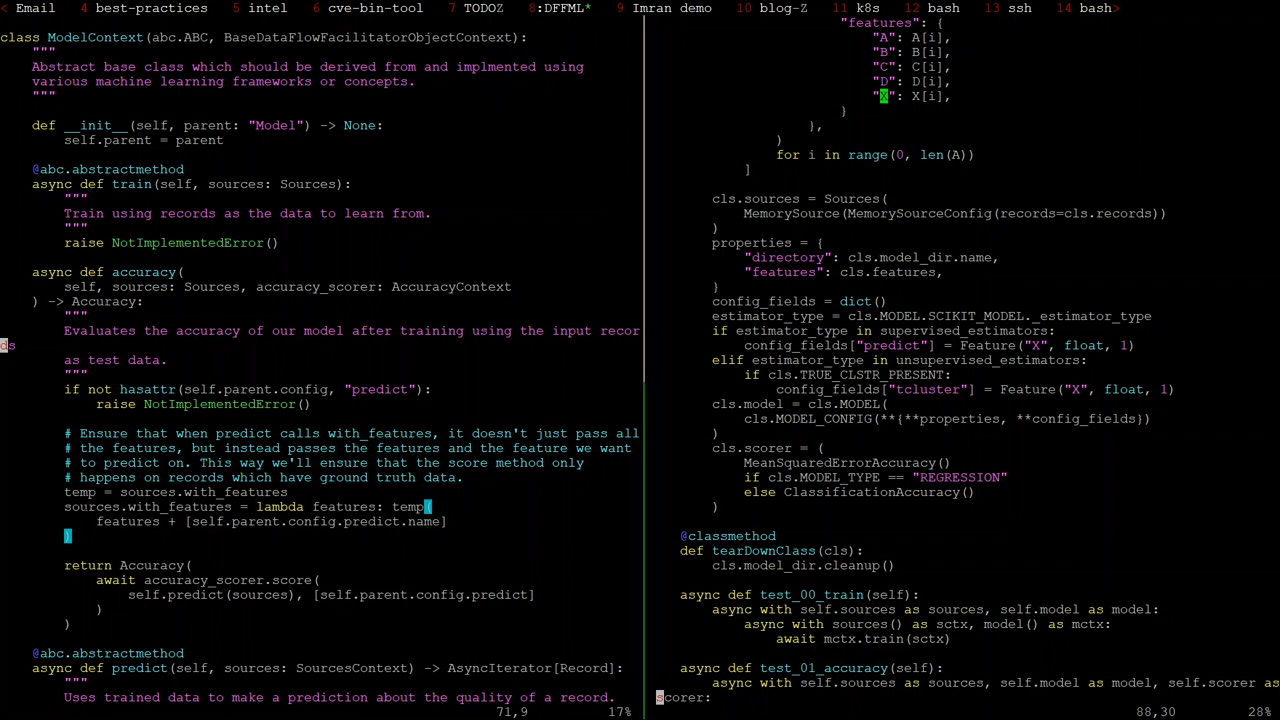 < Email   4 best-practices   5 intel   6 cve-bin-tool   7 TODOZ   8:DFFML*   9 Imran demo   10 blog-Z   11 k8s   12 bash   13 ssh   14 bash>
class ModelContext(abc.ABC, BaseDataFlowFacilitatorObjectContext):
    """
    Abstract base class which should be derived from and implmented using
    various machine learning frameworks or concepts.
    """
    def __init__(self, parent: "Model") -> None:
        self.parent = parent
    @abc.abstractmethod
    async def train(self, sources: Sources):
        """
        Train using records as the data to learn from.
        """
        raise NotImplementedError()
    async def accuracy(
        self, sources: Sources, accuracy_scorer: AccuracyContext
    ) -> Accuracy:
        """
        Evaluates the accuracy of our model after training using the input recor
ds
        as test data.
        """
        if not hasattr(self.parent.config, "predict"):
            raise NotImplementedError()
        # Ensure that when predict calls with_features, it doesn't just pass all
        # the features, but instead passes the features and the feature we want
        # to predict on. This way we'll ensure that the score method only
        # happens on records which have ground truth data.
        temp = sources.with_features
        sources.with_features = lambda features: temp(
            features + [self.parent.config.predict.name]
        )
        return Accuracy(
            await accuracy_scorer.score(
                self.predict(sources), [self.parent.config.predict]
            )
        )
    @abc.abstractmethod
    async def predict(self, sources: SourcesContext) -> AsyncIterator[Record]:
        """
        Uses trained data to make a prediction about the quality of a record.
71,9   17%
                        "features": {
                            "A": A[i],
                            "B": B[i],
                            "C": C[i],
                            "D": D[i],
                            "X": X[i],
                        }
                    },
                )
                for i in range(0, len(A))
            ]
        cls.sources = Sources(
            MemorySource(MemorySourceConfig(records=cls.records))
        )
        properties = {
            "directory": cls.model_dir.name,
            "features": cls.features,
        }
        config_fields = dict()
        estimator_type = cls.MODEL.SCIKIT_MODEL._estimator_type
        if estimator_type in supervised_estimators:
            config_fields["predict"] = Feature("X", float, 1)
        elif estimator_type in unsupervised_estimators:
            if cls.TRUE_CLSTR_PRESENT:
                config_fields["tcluster"] = Feature("X", float, 1)
        cls.model = cls.MODEL(
            cls.MODEL_CONFIG(**{**properties, **config_fields})
        )
        cls.scorer = (
            MeanSquaredErrorAccuracy()
            if cls.MODEL_TYPE == "REGRESSION"
            else ClassificationAccuracy()
        )
    @classmethod
    def tearDownClass(cls):
        cls.model_dir.cleanup()
    async def test_00_train(self):
        async with self.sources as sources, self.model as model:
            async with sources() as sctx, model() as mctx:
                await mctx.train(sctx)
    async def test_01_accuracy(self):
        async with self.sources as sources, self.model as model, self.scorer as
scorer:
88,30   28%